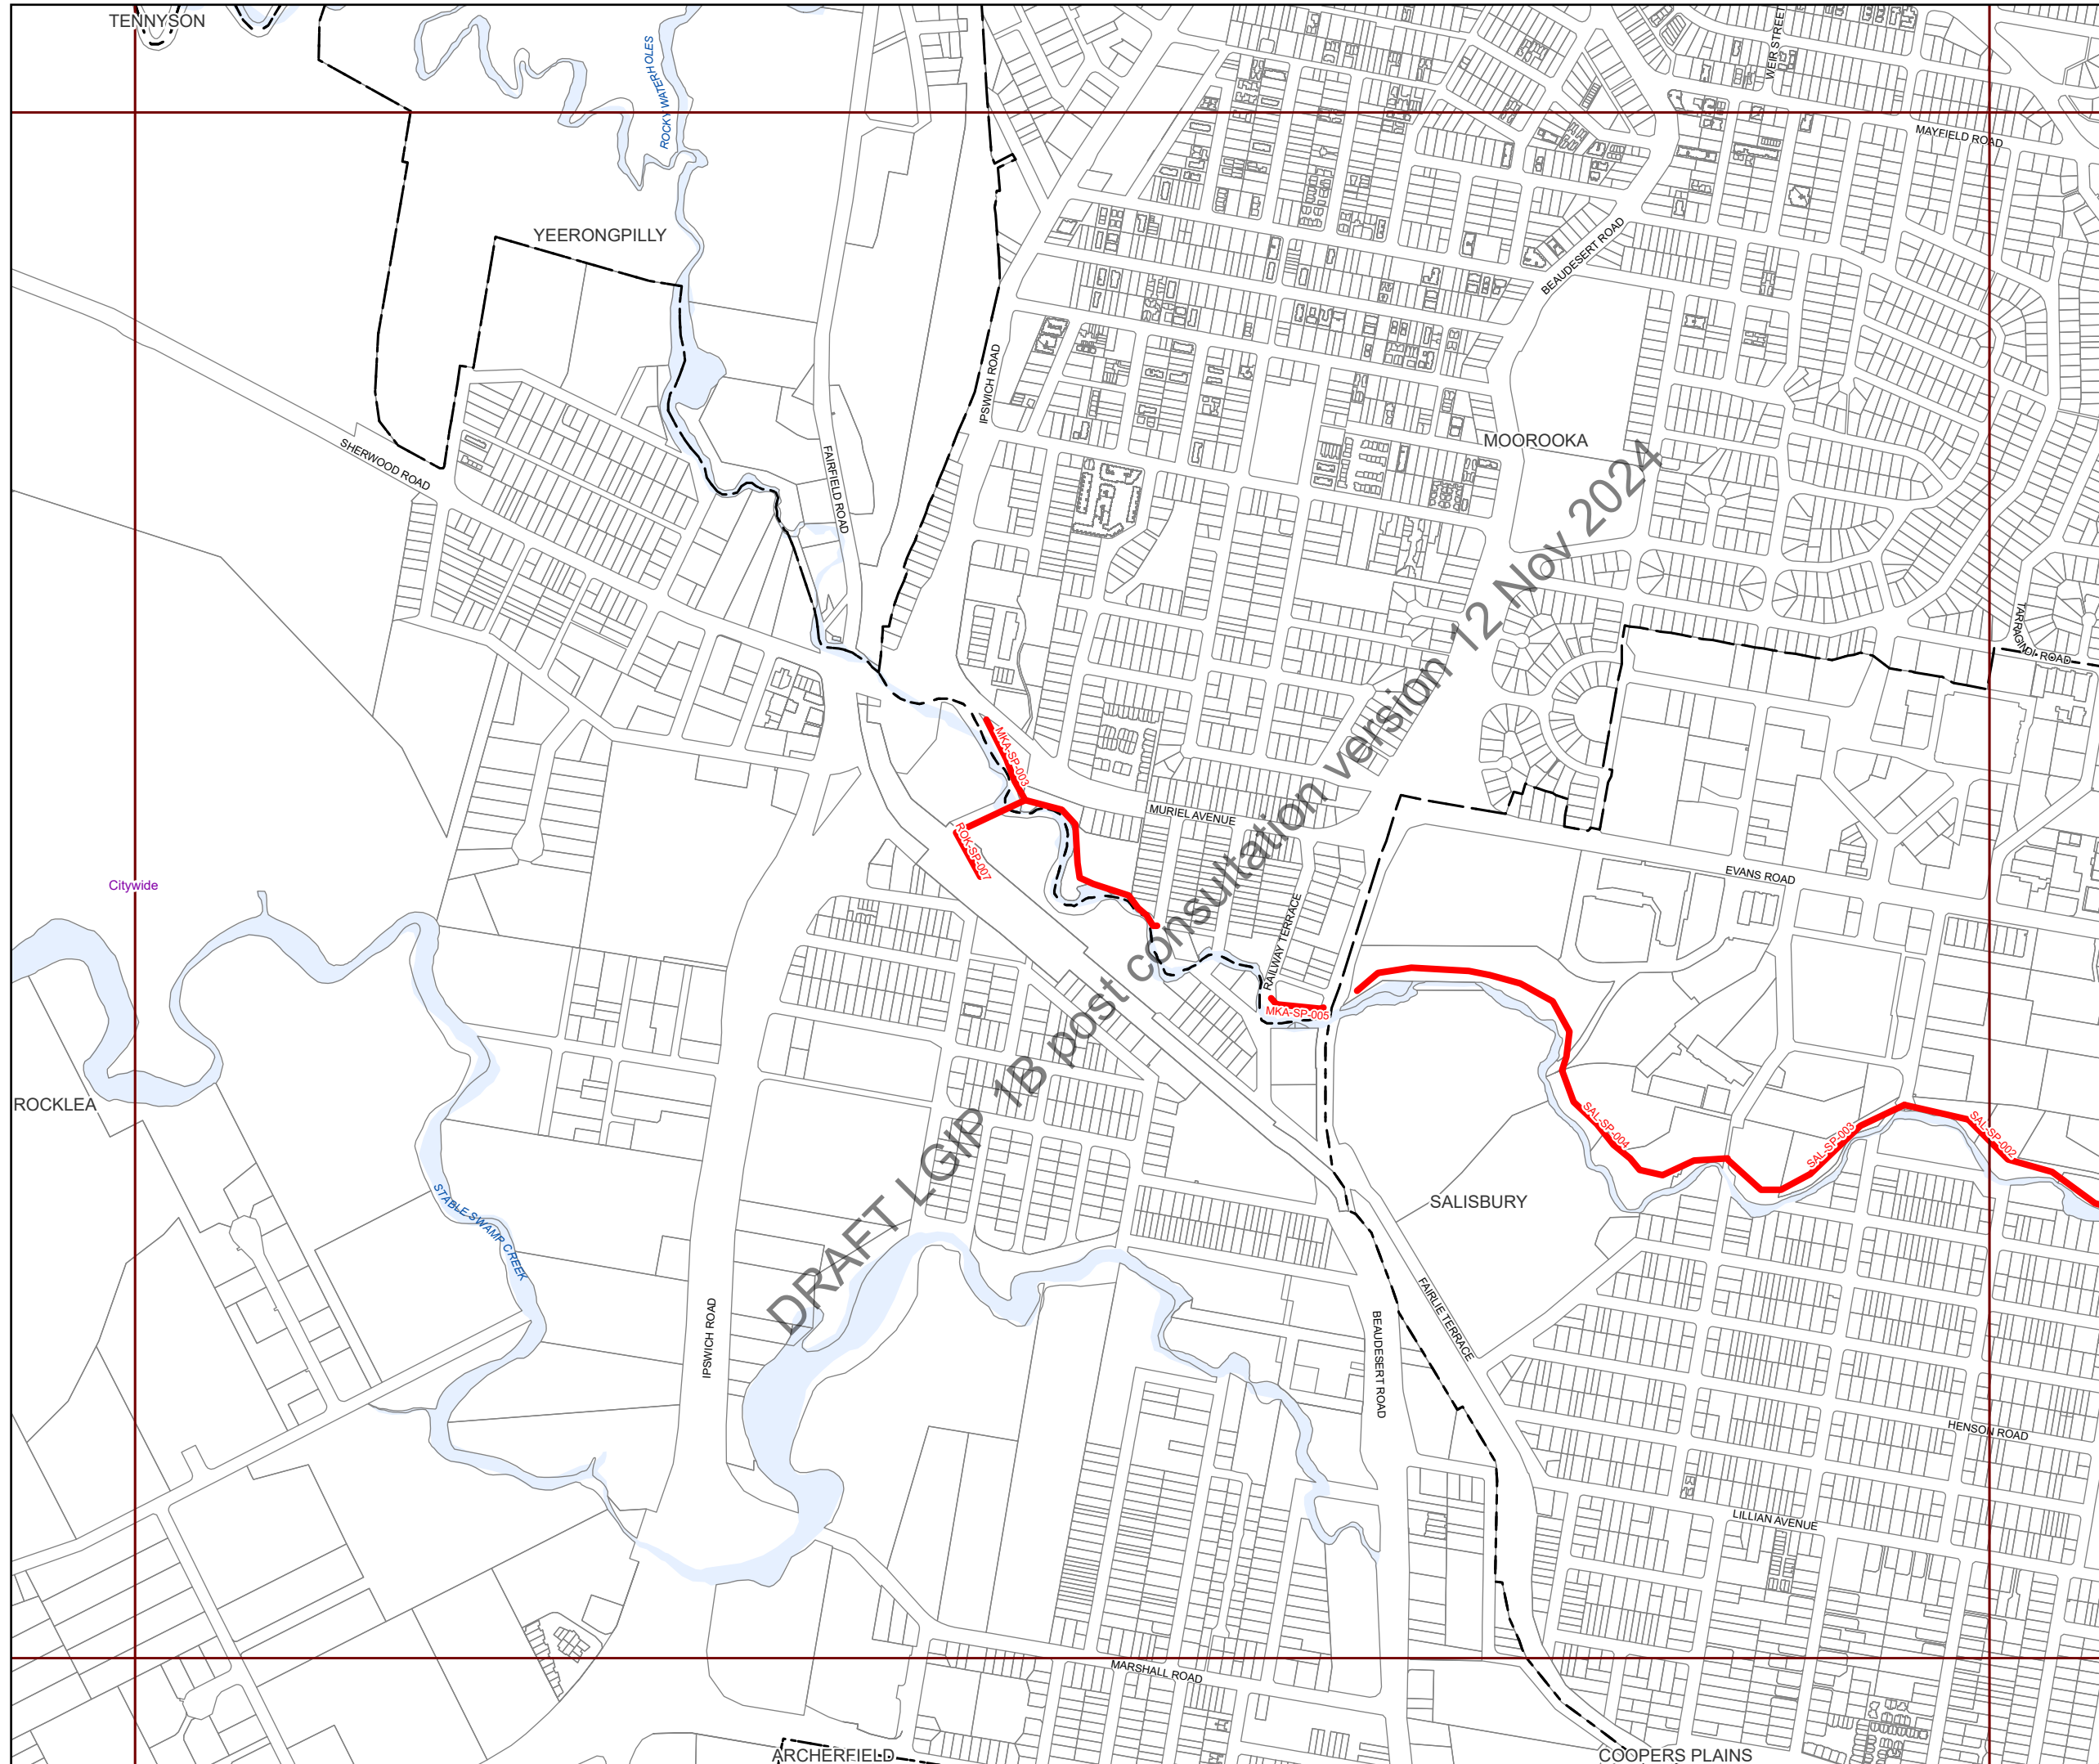 TENNYSON
WEIR STREET
ROCKY WATERHOLES
MAYFIELD ROAD
YEERONGPILLY
BEAUDESERT ROAD
IPSWICH ROAD
MOOROOKA
SHERWOOD ROAD
FAIRFIELD ROAD
TARRAGINDI ROAD
MKA-SP-003
MURIEL AVENUE
ROK-SP-007
EVANS ROAD
Citywide
RAILWAY TERRACE
MKA-SP-005
ROCKLEA
SAL-SP-004
SAL-SP-003
SAL-SP-002
STABLE SWAMP CREEK
SALISBURY
DRAFT LGIP 1B post consultation version 12 Nov 2024
IPSWICH ROAD
BEAUDESERT ROAD
FAIRLIE TERRACE
HENSON ROAD
LILLIAN AVENUE
MARSHALL ROAD
ARCHERFIELD
COOPERS PLAINS